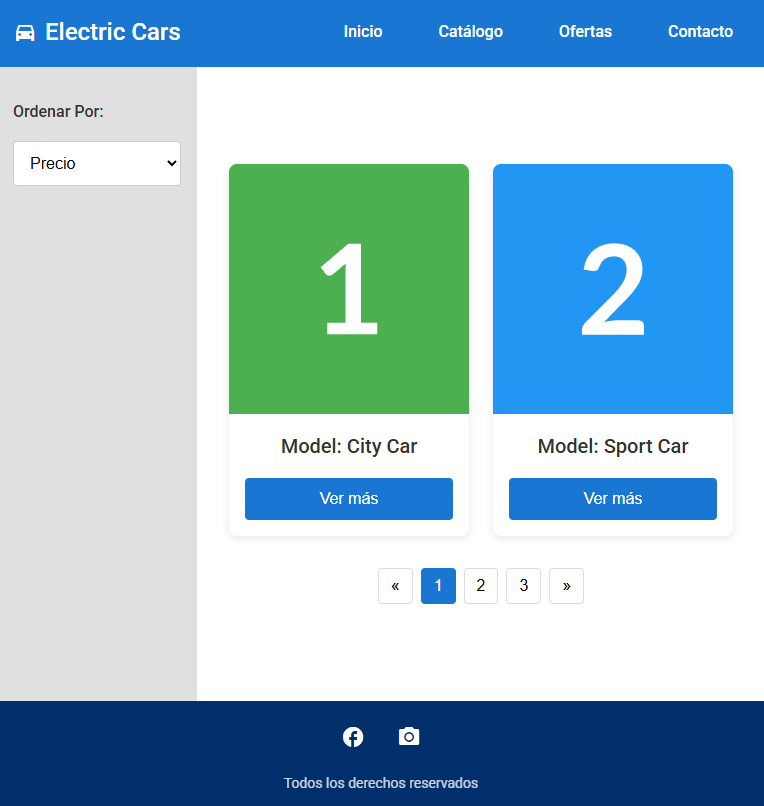 Electric Cars
Inicio Catálogo Ofertas Contacto
Ordenar Por:
Precio
1 2
Model: City Car Model: Sport Car
Ver más Ver más
« 1 2 3 »
Todos los derechos reservados